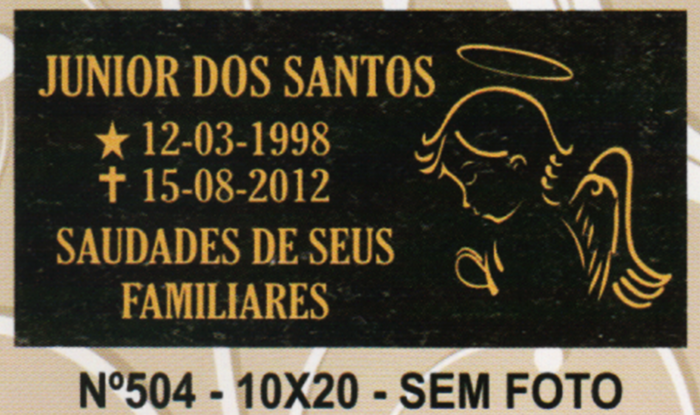 JUNIOR DOS SANTOS
★ 12-03-1998
✝ 15-08-2012
SAUDADES DE SEUS
FAMILIARES
Nº504 - 10X20 - SEM FOTO